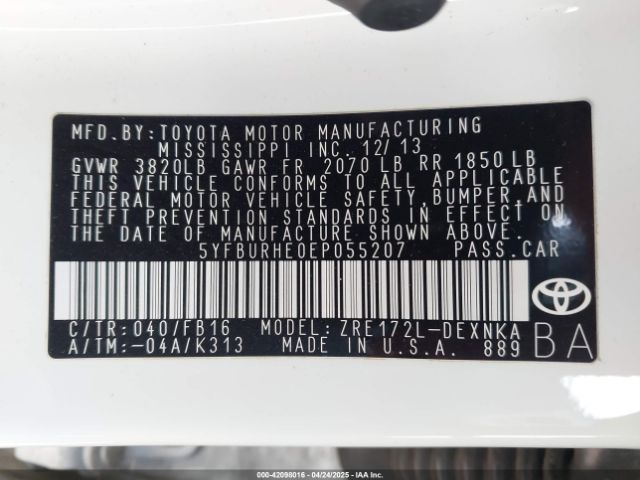 MFD. BY: TOYOTA MOTOR MANUFACTURING
MISSISSIPPI INC. 12/13
GVWR 3820LB GAWR FR 2070 LB RR 1850 LB
THIS VEHICLE CONFORMS TO ALL APPLICABLE
FEDERAL MOTOR VEHICLE SAFETY, BUMPER, AND
THEFT PREVENTION STANDARDS IN EFFECT ON
THE DATE OF MANUFACTURE SHOWN ABOVE.
5YFBURHE0EP055207 PASS. CAR
C/TR: 040/FB16 MODEL: ZRE172L-DEXNKA
A/TM: -04A/K313 MADE IN U.S.A. 889
BA
000-42098016 - 04/24/2025 - IAAI.COM